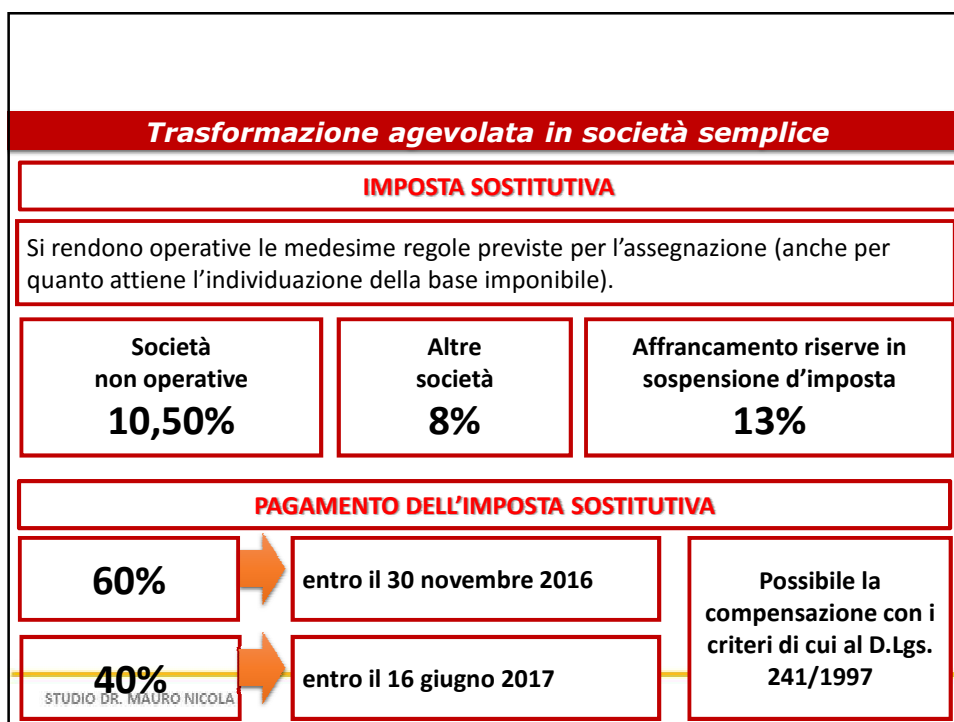 Trasformazione agevolata in società semplice
IMPOSTA SOSTITUTIVA
Si rendono operative le medesime regole previste per l’assegnazione (anche per
quanto attiene l’individuazione della base imponibile).
Società
non operative
10,50%
Altre
società
8%
Affrancamento riserve in
sospensione d’imposta
13%
PAGAMENTO DELL’IMPOSTA SOSTITUTIVA
60%
entro il 30 novembre 2016
40%
entro il 16 giugno 2017
Possibile la
compensazione con i
criteri di cui al D.Lgs.
241/1997
STUDIO DR. MAURO NICOLA